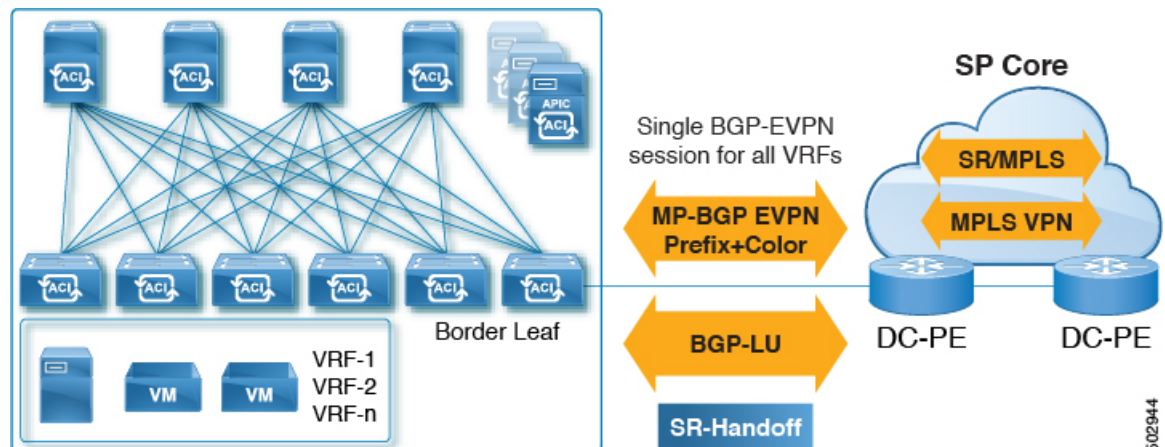 ACI
ACI
ACI
ACI
APIC
ACI
ACI
ACI
ACI
ACI
ACI
ACI
Border Leaf
VM
VM
VRF-1
VRF-2
VRF-n
Single BGP-EVPN
session for all VRFs
MP-BGP EVPN
Prefix+Color
BGP-LU
SR-Handoff
SP Core
SR/MPLS
MPLS VPN
DC-PE
DC-PE
502944